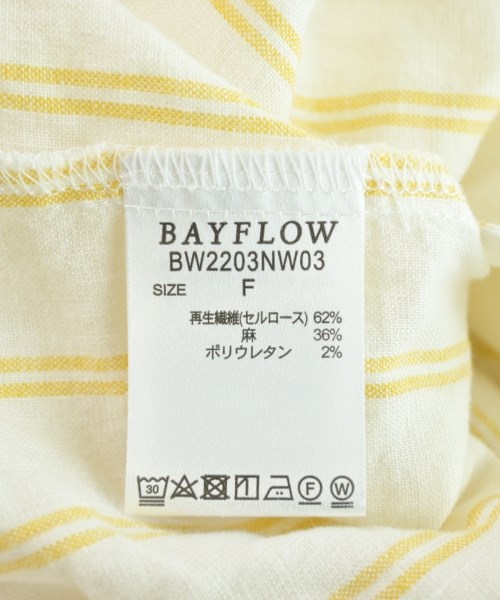 BAYFLOW
BW2203NW03
SIZE F
再生繊維(セルロース) 62%
麻 36%
ポリウレタン 2%
30 F W